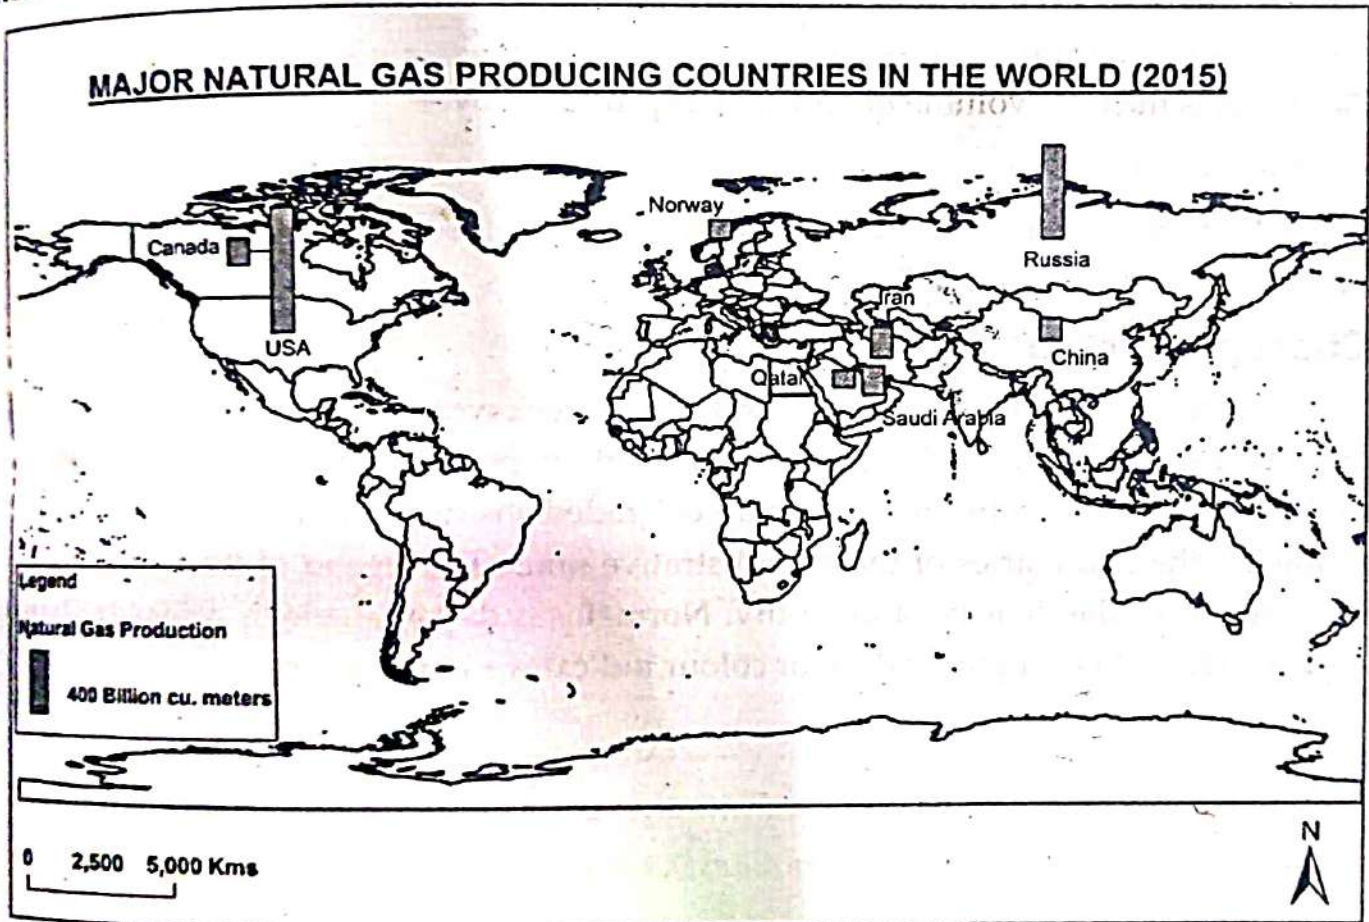 MAJOR NATURAL GAS PRODUCING COUNTRIES IN THE WORLD (2015)
Norway
Canada
Russia
Iran
USA
China
Qatar
Saudi Arabia
Legend
Natural Gas Production
400 Billion cu. meters
N
0 2,500 5,000 Kms